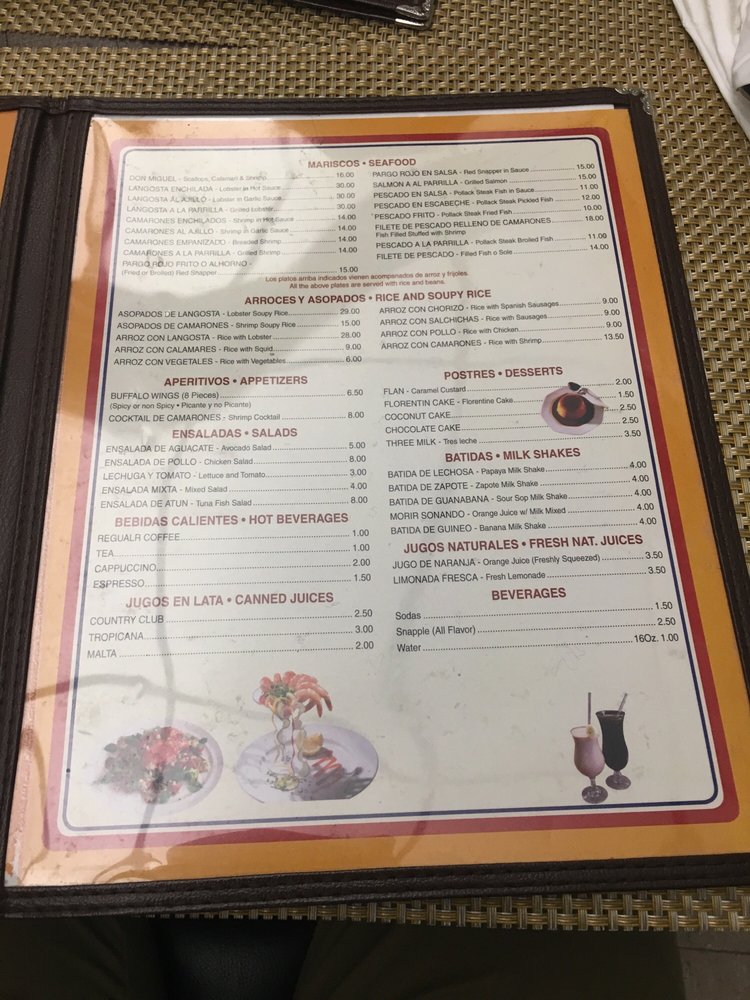 MARISCOS • SEAFOOD
DON MIGUEL - Scallops, Calamari & Shrimp 16.00
LANGOSTA ENCHILADA - Lobster in Hot Sauce 30.00
LANGOSTA AL AJILLO - Lobster in Garlic Sauce 30.00
LANGOSTA A LA PARRILLA - Grilled Lobster 30.00
CAMARONES ENCHILADOS - Shrimp in Hot Sauce 14.00
CAMARONES AL AJILLO - Shrimp in Garlic Sauce 14.00
CAMARONES EMPANIZADO - Breaded Shrimp 14.00
CAMARONES A LA PARRILLA - Grilled Shrimp 14.00
PARGO ROJO FRITO O ALHORNO -
(Fried or Broiled) Red Snapper 15.00
PARGO ROJO EN SALSA - Red Snapper in Sauce 15.00
SALMON A AL PARRILLA - Grilled Salmon 15.00
PESCADO EN SALSA - Pollack Steak Fish in Sauce 11.00
PESCADO EN ESCABECHE - Pollack Steak Pickled Fish 12.00
PESCADO FRITO - Pollack Steak Fried Fish 10.00
FILETE DE PESCADO RELLENO DE CAMARONES 18.00
Fish Filled Stuffed with Shrimp
PESCADO A LA PARRILLA - Pollack Steak Broiled Fish 11.00
FILETE DE PESCADO - Filled Fish o Sole 14.00
Los platos arriba indicados vienen acompanados de arroz y frijoles.
All the above plates are served with rice and beans.
ARROCES Y ASOPADOS • RICE AND SOUPY RICE
ASOPADOS DE LANGOSTA - Lobster Soupy Rice 29.00
ASOPADOS DE CAMARONES - Shrimp Soupy Rice 15.00
ARROZ CON LANGOSTA - Rice with Lobster 28.00
ARROZ CON CALAMARES - Rice with Squid 9.00
ARROZ CON VEGETALES - Rice with Vegetables 6.00
ARROZ CON CHORIZO - Rice with Spanish Sausages 9.00
ARROZ CON SALCHICHAS - Rice with Sausages 9.00
ARROZ CON POLLO - Rice with Chicken 9.00
ARROZ CON CAMARONES - Rice with Shrimp 13.50
APERITIVOS • APPETIZERS
BUFFALO WINGS (8 Pieces) 6.50
(Spicy or non Spicy • Picante y no Picante)
COCKTAIL DE CAMARONES - Shrimp Cocktail 8.00
ENSALADAS • SALADS
ENSALADA DE AGUACATE - Avocado Salad 5.00
ENSALADA DE POLLO - Chicken Salad 8.00
LECHUGA Y TOMATO - Lettuce and Tomato 3.00
ENSALADA MIXTA - Mixed Salad 4.00
ENSALADA DE ATUN - Tuna Fish Salad 8.00
BEBIDAS CALIENTES • HOT BEVERAGES
REGUALR COFFEE 1.00
TEA 1.00
CAPPUCCINO 2.00
ESPRESSO 1.50
JUGOS EN LATA • CANNED JUICES
COUNTRY CLUB 2.50
TROPICANA 3.00
MALTA 2.00
POSTRES • DESSERTS
FLAN - Caramel Custard 2.00
FLORENTIN CAKE - Florentine Cake 1.50
COCONUT CAKE 2.50
CHOCOLATE CAKE 2.50
THREE MILK - Tres leche 3.50
BATIDAS • MILK SHAKES
BATIDA DE LECHOSA - Papaya Milk Shake 4.00
BATIDA DE ZAPOTE - Zapote Milk Shake 4.00
BATIDA DE GUANABANA - Sour Sop Milk Shake 4.00
MORIR SONANDO - Orange Juice w/ Milk Mixed 4.00
BATIDA DE GUINEO - Banana Milk Shake 4.00
JUGOS NATURALES • FRESH NAT. JUICES
JUGO DE NARANJA - Orange Juice (Freshly Squeezed) 3.50
LIMONADA FRESCA - Fresh Lemonade 3.50
BEVERAGES
Sodas 1.50
Snapple (All Flavor) 2.50
Water 16Oz. 1.00